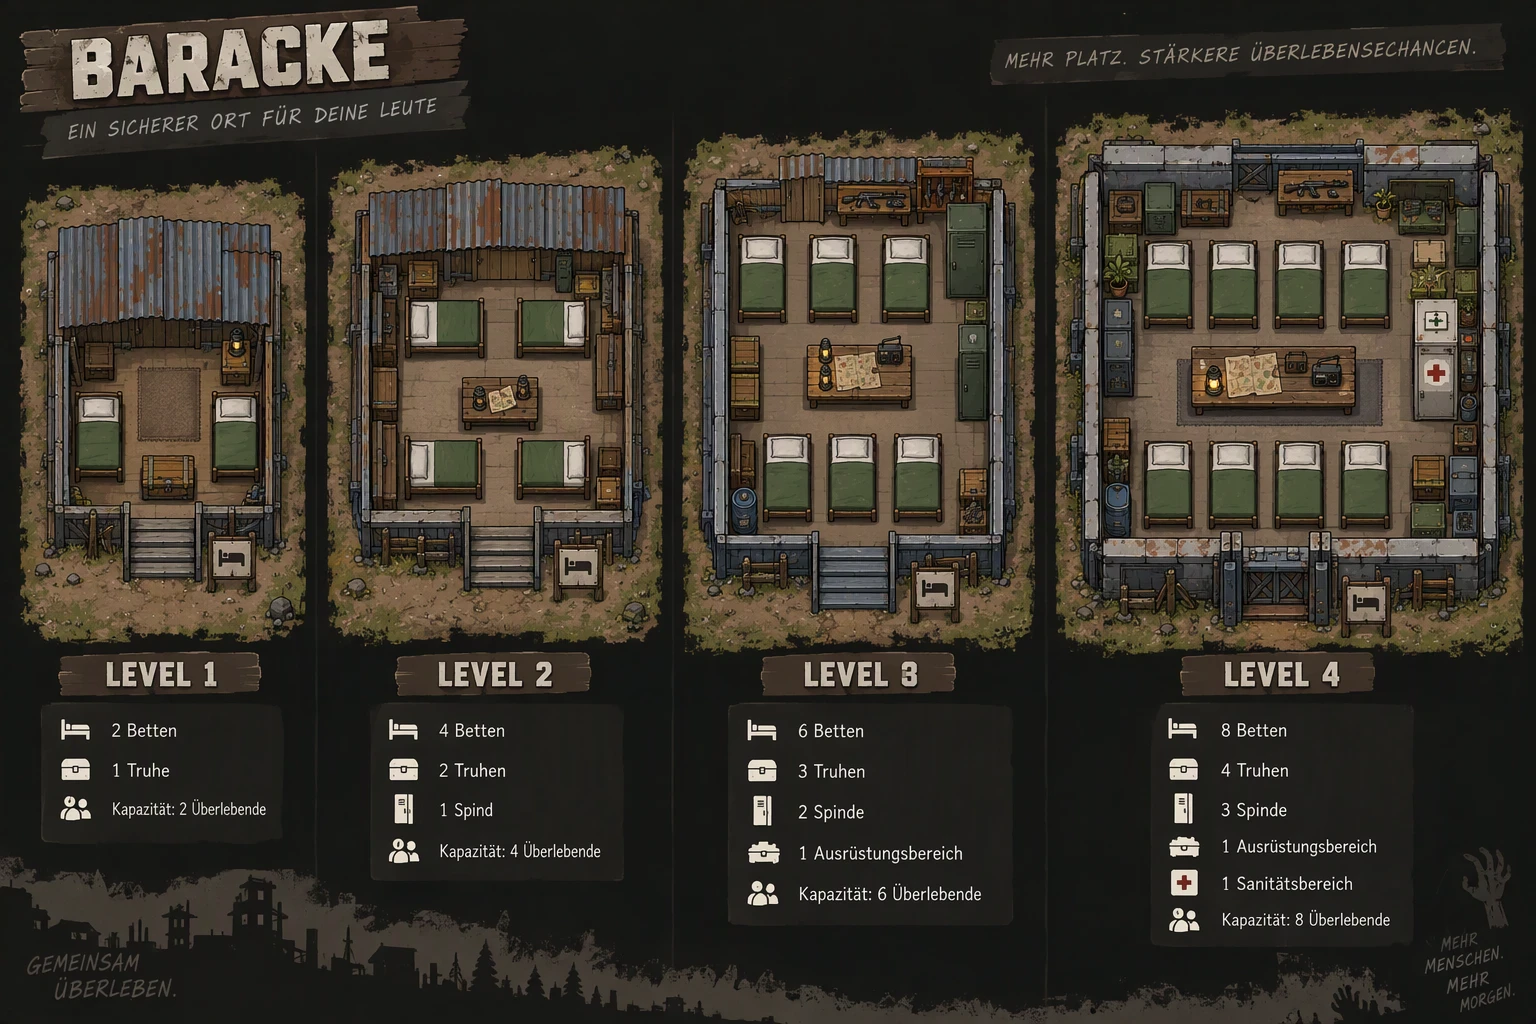 BARACKE
EIN SICHERER ORT FÜR DEINE LEUTE
MEHR PLATZ. STÄRKERE ÜBERLEBENSECHANCEN.
LEVEL 1
2 Betten
1 Truhe
Kapazität: 2 Überlebende
LEVEL 2
4 Betten
2 Truhen
1 Spind
Kapazität: 4 Überlebende
LEVEL 3
6 Betten
3 Truhen
2 Spinde
1 Ausrüstungsbereich
Kapazität: 6 Überlebende
LEVEL 4
8 Betten
4 Truhen
3 Spinde
1 Ausrüstungsbereich
1 Sanitätsbereich
Kapazität: 8 Überlebende
GEMEINSAM
ÜBERLEBEN.
MEHR
MENSCHEN.
MEHR
MORGEN.